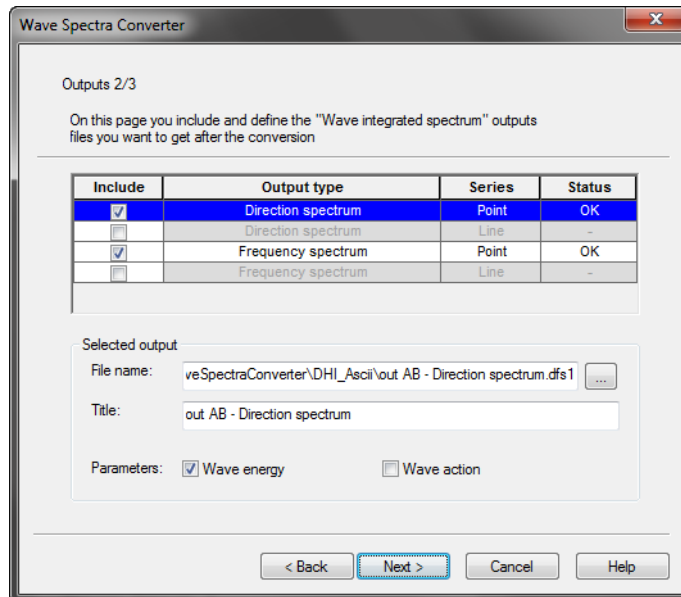 Wave Spectra Converter
Outputs 2/3
On this page you include and define the "Wave integrated spectrum" outputs
files you want to get after the conversion
Include Output type Series Status
Direction spectrum Point OK
Direction spectrum Line -
Frequency spectrum Point OK
Frequency spectrum Line -
Selected output
File name: veSpectraConverter\DHI_Ascii\out AB - Direction spectrum.dfs1 ...
Title: out AB - Direction spectrum
Parameters: Wave energy Wave action
< Back Next > Cancel Help